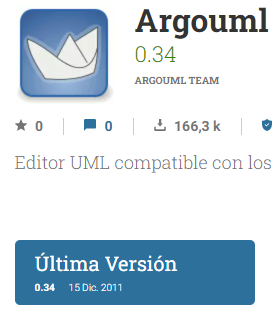 Argouml
0.34
ARGOUML TEAM
0 0 166,3 k
Editor UML compatible con los
Última Versión
0.34 15 Dic. 2011